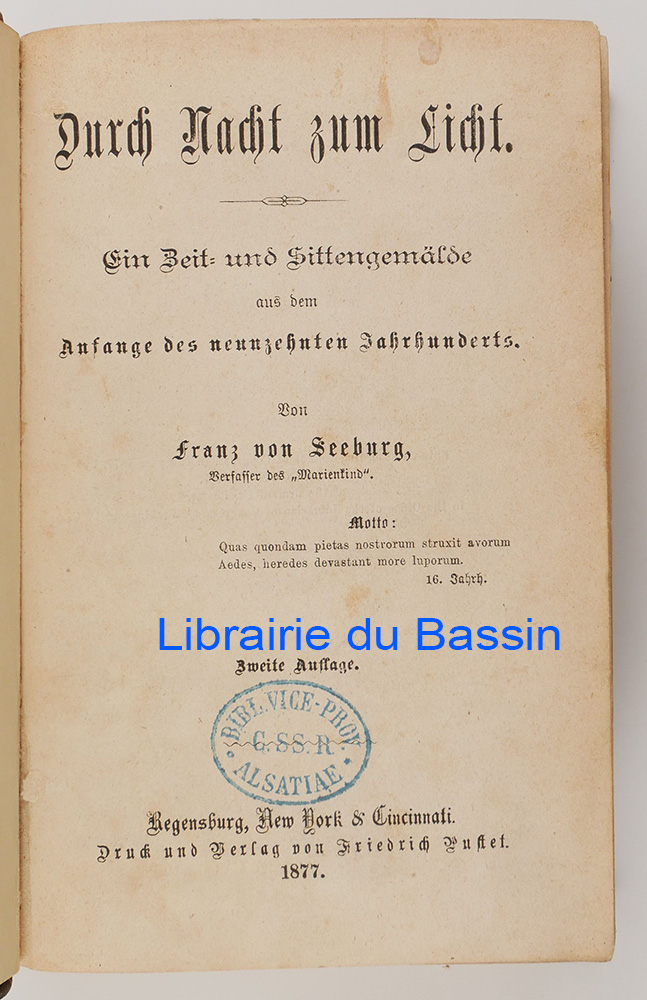 Durch Nacht zum Licht.
Ein Zeit- und Sittengemälde
aus dem
Anfange des neunzehnten Jahrhunderts.
Von
Franz von Seeburg,
Verfasser des „Marienkind“.
Motto:
Quas quondam pietas nostrorum struxit avorum
Aedes, heredes devastant more luporum.
16. Jahrh.
Librairie du Bassin
Zweite Auflage.
BIBL. VICE-PROV.
C. SS. R.
ALSATIAE
Regensburg, New York & Cincinnati.
Druck und Verlag von Friedrich Pustet.
1877.